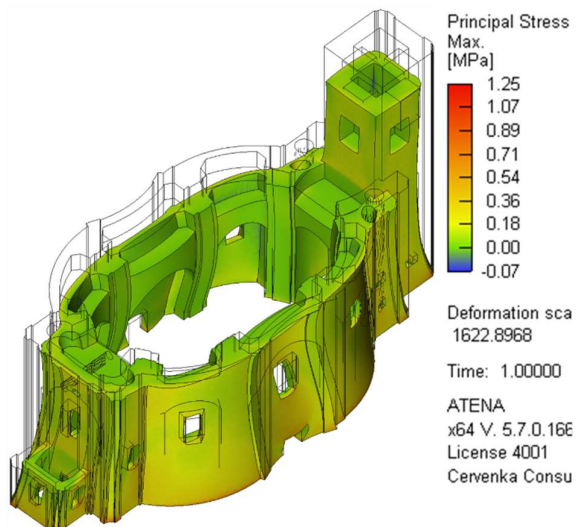 Principal Stress
Max.
[MPa]
1.25
1.07
0.89
0.71
0.54
0.36
0.18
0.00
-0.07
Deformation sca
1622.8968
Time: 1.00000
ATENA
x64 V. 5.7.0.166
License 4001
Cervenka Consu